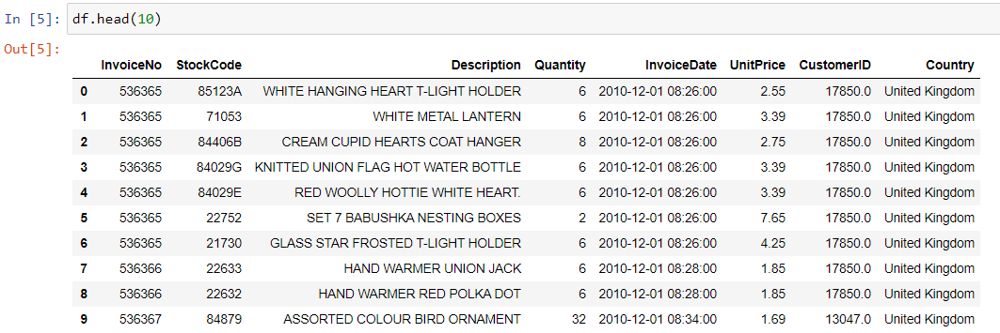 In [5]: df.head(10)
Out[5]:
InvoiceNo StockCode Description Quantity InvoiceDate UnitPrice CustomerID Country
0 536365 85123A WHITE HANGING HEART T-LIGHT HOLDER 6 2010-12-01 08:26:00 2.55 17850.0 United Kingdom
1 536365 71053 WHITE METAL LANTERN 6 2010-12-01 08:26:00 3.39 17850.0 United Kingdom
2 536365 84406B CREAM CUPID HEARTS COAT HANGER 8 2010-12-01 08:26:00 2.75 17850.0 United Kingdom
3 536365 84029G KNITTED UNION FLAG HOT WATER BOTTLE 6 2010-12-01 08:26:00 3.39 17850.0 United Kingdom
4 536365 84029E RED WOOLLY HOTTIE WHITE HEART. 6 2010-12-01 08:26:00 3.39 17850.0 United Kingdom
5 536365 22752 SET 7 BABUSHKA NESTING BOXES 2 2010-12-01 08:26:00 7.65 17850.0 United Kingdom
6 536365 21730 GLASS STAR FROSTED T-LIGHT HOLDER 6 2010-12-01 08:26:00 4.25 17850.0 United Kingdom
7 536366 22633 HAND WARMER UNION JACK 6 2010-12-01 08:28:00 1.85 17850.0 United Kingdom
8 536366 22632 HAND WARMER RED POLKA DOT 6 2010-12-01 08:28:00 1.85 17850.0 United Kingdom
9 536367 84879 ASSORTED COLOUR BIRD ORNAMENT 32 2010-12-01 08:34:00 1.69 13047.0 United Kingdom